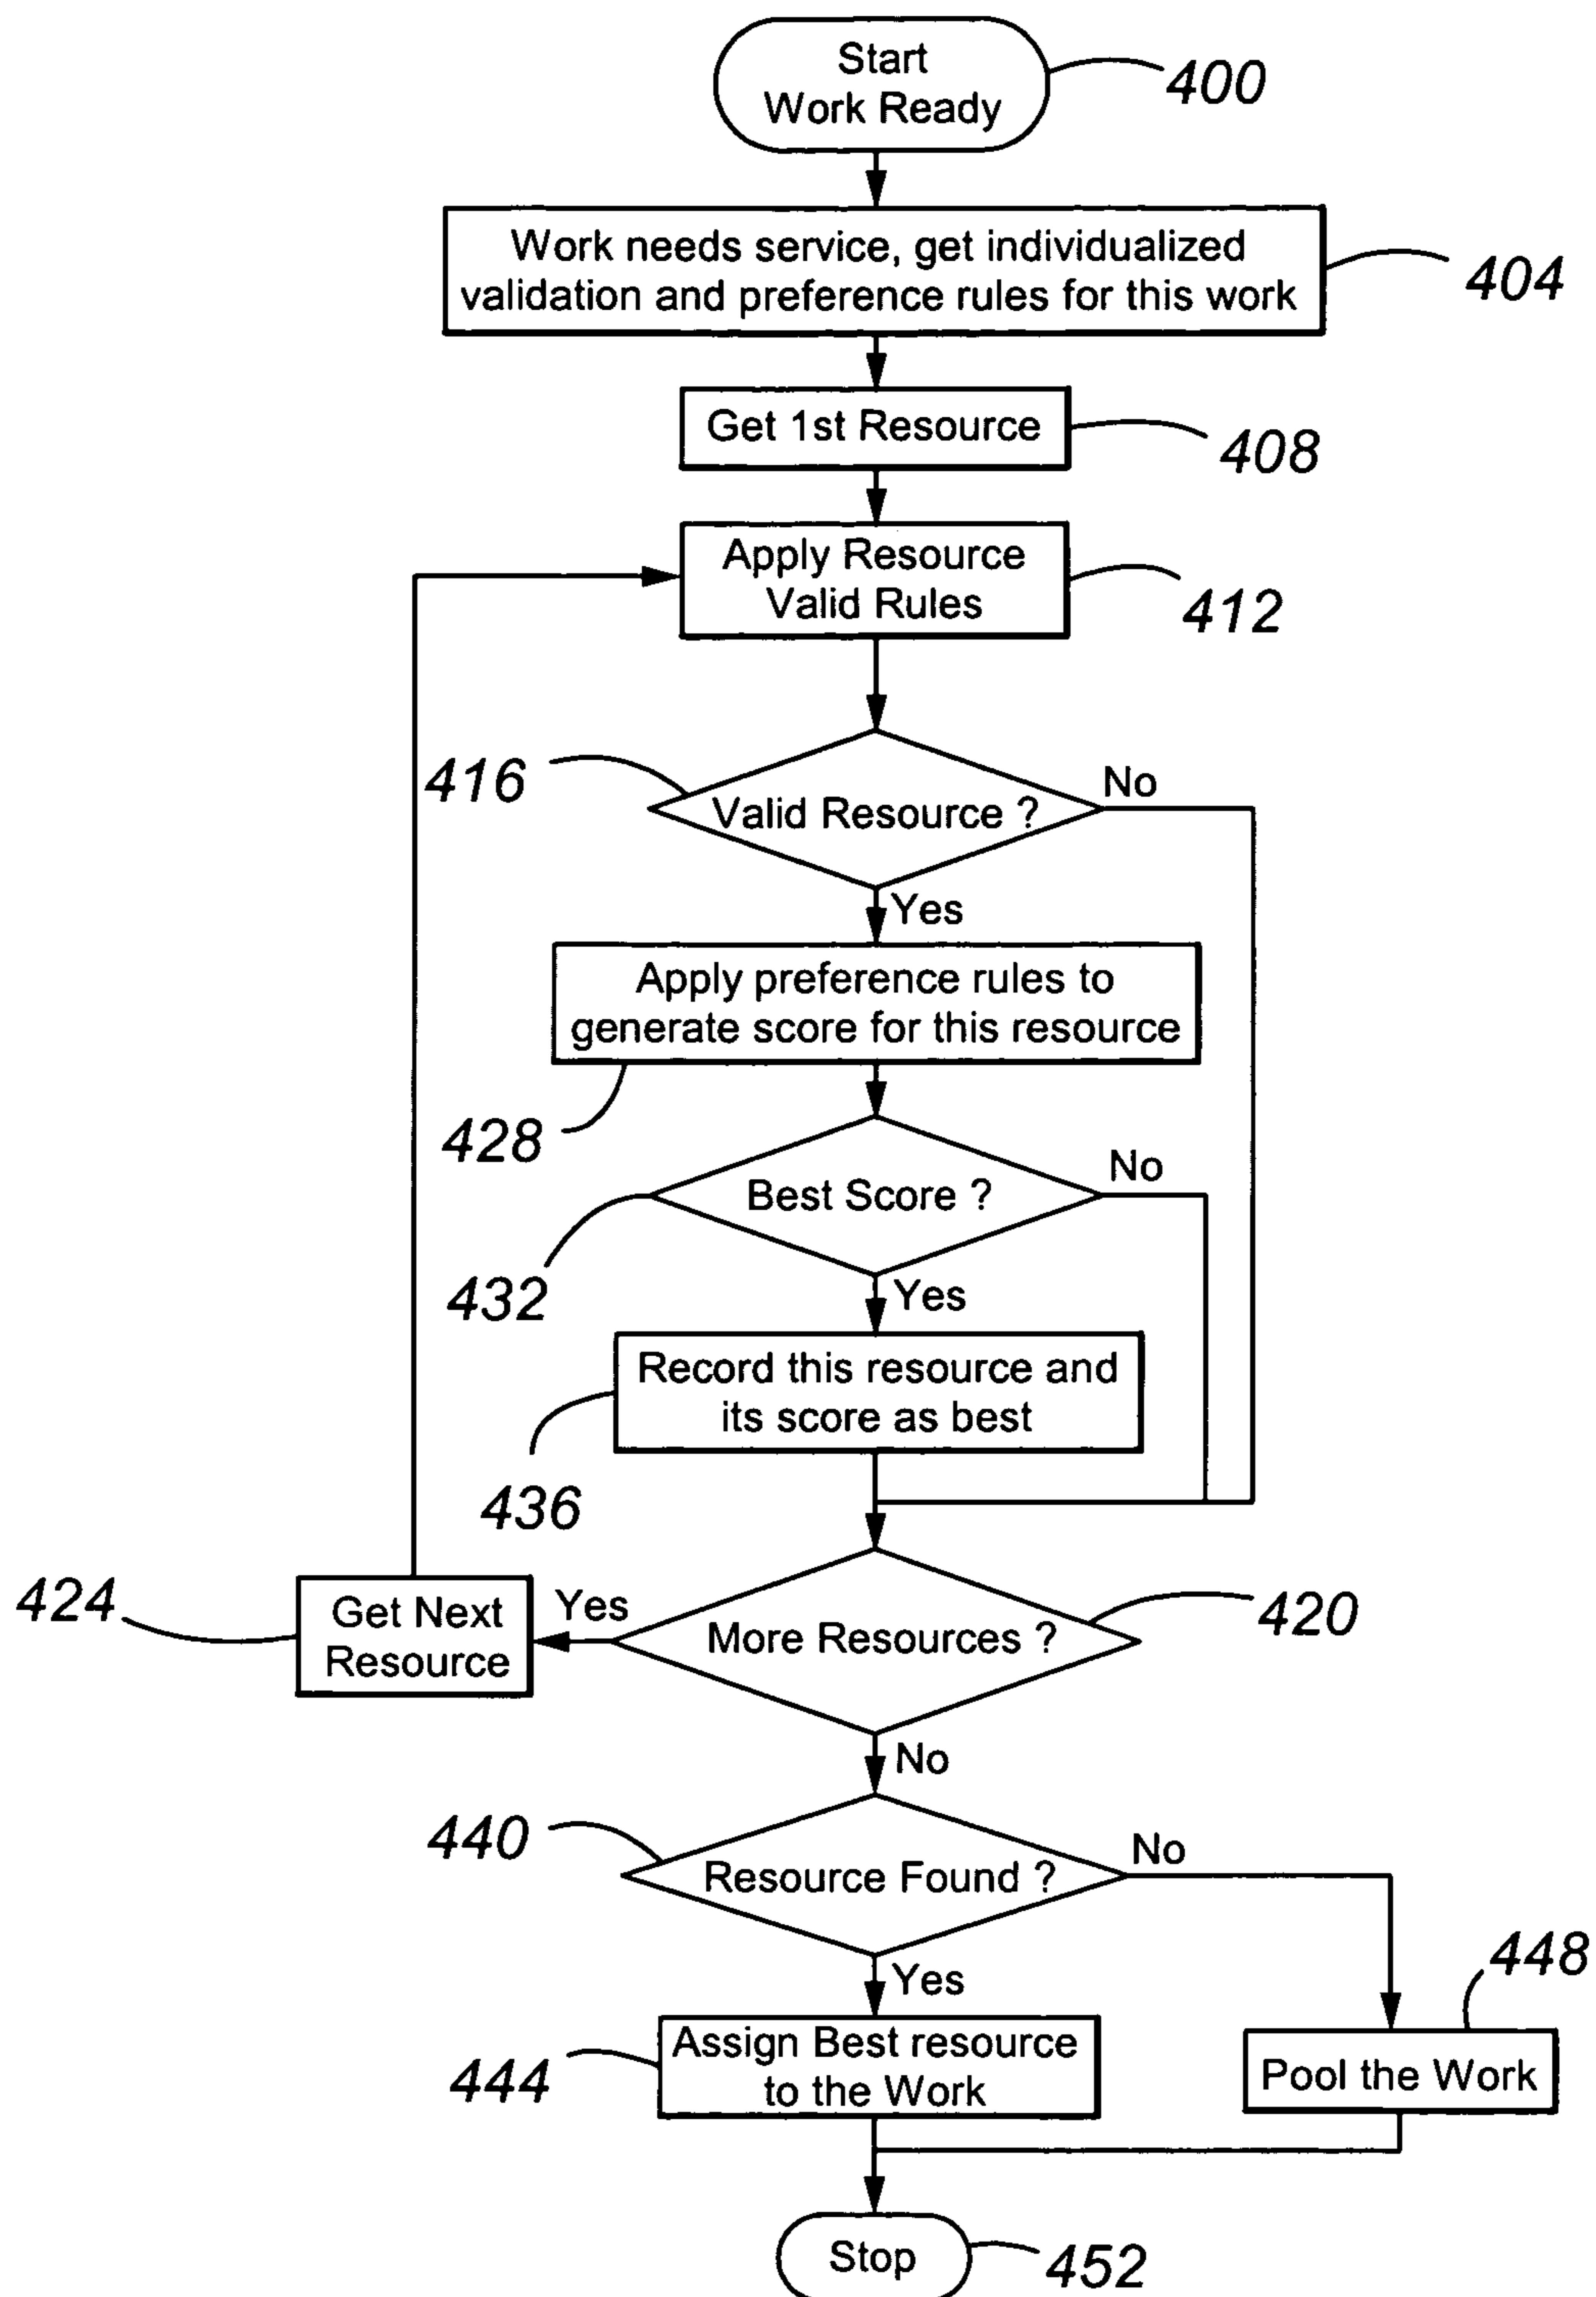 Start
Work Ready
400
Work needs service, get individualized
validation and preference rules for this work
404
Get 1st Resource
408
Apply Resource
Valid Rules
412
416
Valid Resource ?
No
Yes
Apply preference rules to
generate score for this resource
428
Best Score ?
No
432
Yes
Record this resource and
its score as best
436
424
Get Next
Resource
Yes
More Resources ?
420
No
440
Resource Found ?
No
Yes
448
Assign Best resource
to the Work
444
Pool the Work
Stop
452